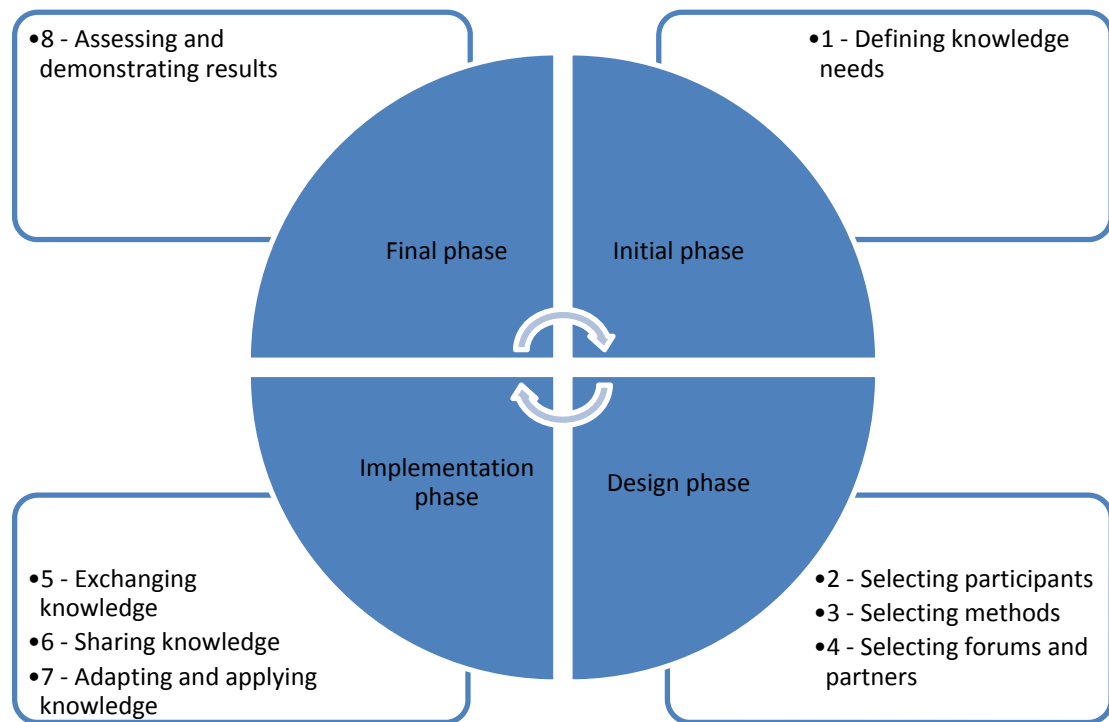 •8 - Assessing and
demonstrating results
•1 - Defining knowledge
needs
Final phase
Initial phase
Implementation
phase
Design phase
•5 - Exchanging
knowledge
•6 - Sharing knowledge
•7 - Adapting and applying
knowledge
•2 - Selecting participants
•3 - Selecting methods
•4 - Selecting forums and
partners